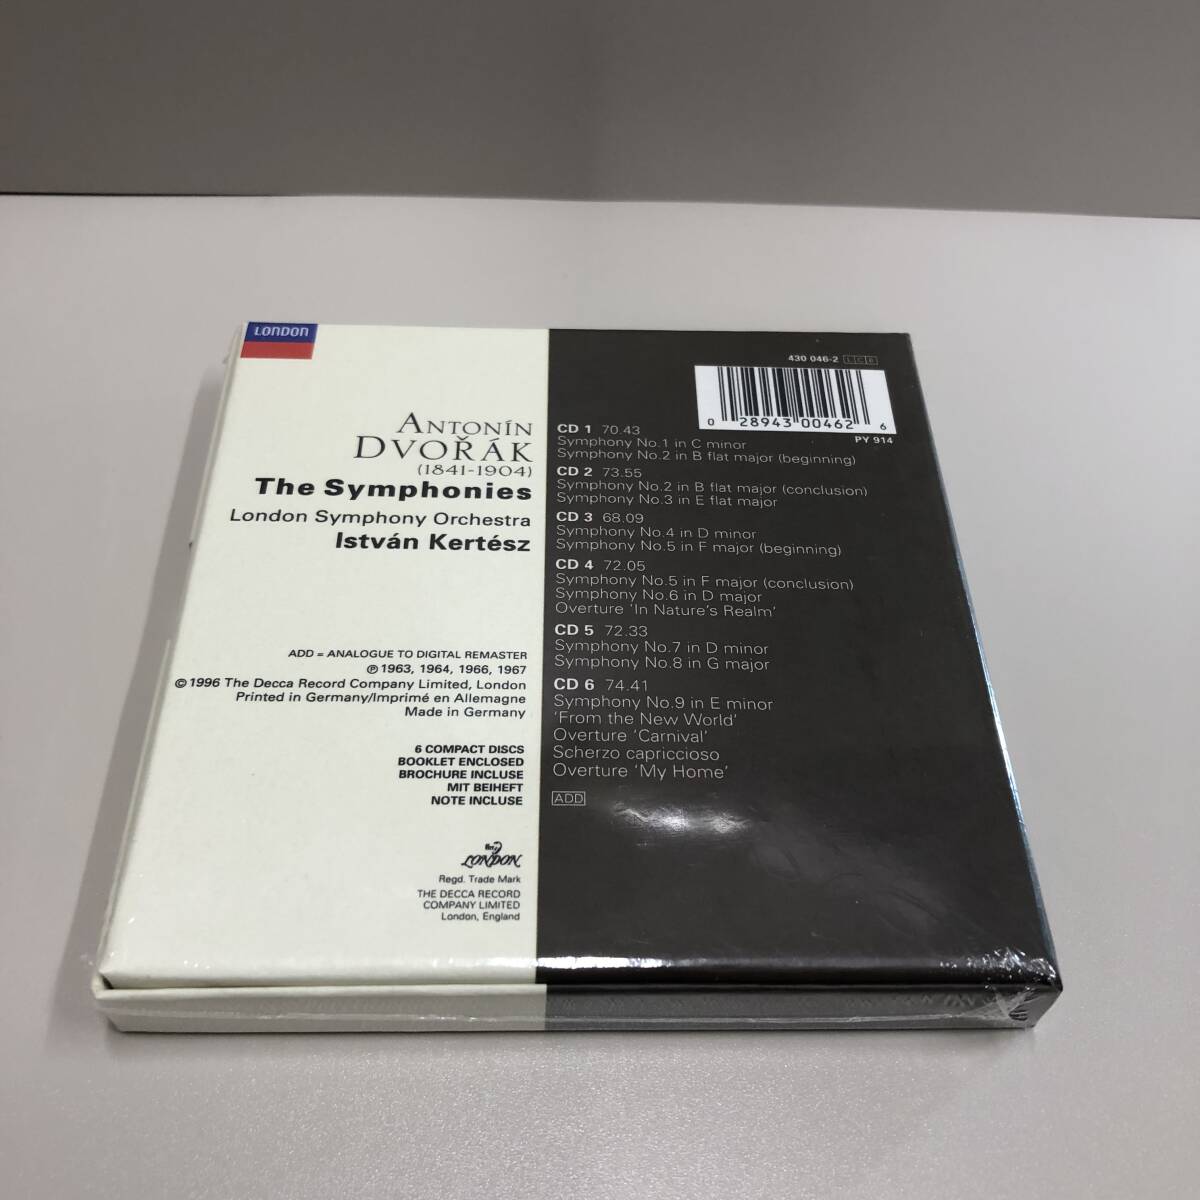 LONDON
ANTONÍN
DVOŘÁK
(1841-1904)
The Symphonies
London Symphony Orchestra
István Kertész
ADD = ANALOGUE TO DIGITAL REMASTER
℗ 1963, 1964, 1966, 1967
© 1996 The Decca Record Company Limited, London
Printed in Germany/Imprimé en Allemagne
Made in Germany
6 COMPACT DISCS
BOOKLET ENCLOSED
BROCHURE INCLUSE
MIT BEIHEFT
NOTE INCLUSE
LONDON
Regd. Trade Mark
THE DECCA RECORD
COMPANY LIMITED
London, England
430 046-2 LC8
0 28943 00462 6
PY 914
CD 1 70.43
Symphony No.1 in C minor
Symphony No.2 in B flat major (beginning)
CD 2 73.55
Symphony No.2 in B flat major (conclusion)
Symphony No.3 in E flat major
CD 3 68.09
Symphony No.4 in D minor
Symphony No.5 in F major (beginning)
CD 4 72.05
Symphony No.5 in F major (conclusion)
Symphony No.6 in D major
Overture 'In Nature's Realm'
CD 5 72.33
Symphony No.7 in D minor
Symphony No.8 in G major
CD 6 74.41
Symphony No.9 in E minor
'From the New World'
Overture 'Carnival'
Scherzo capriccioso
Overture 'My Home'
ADD